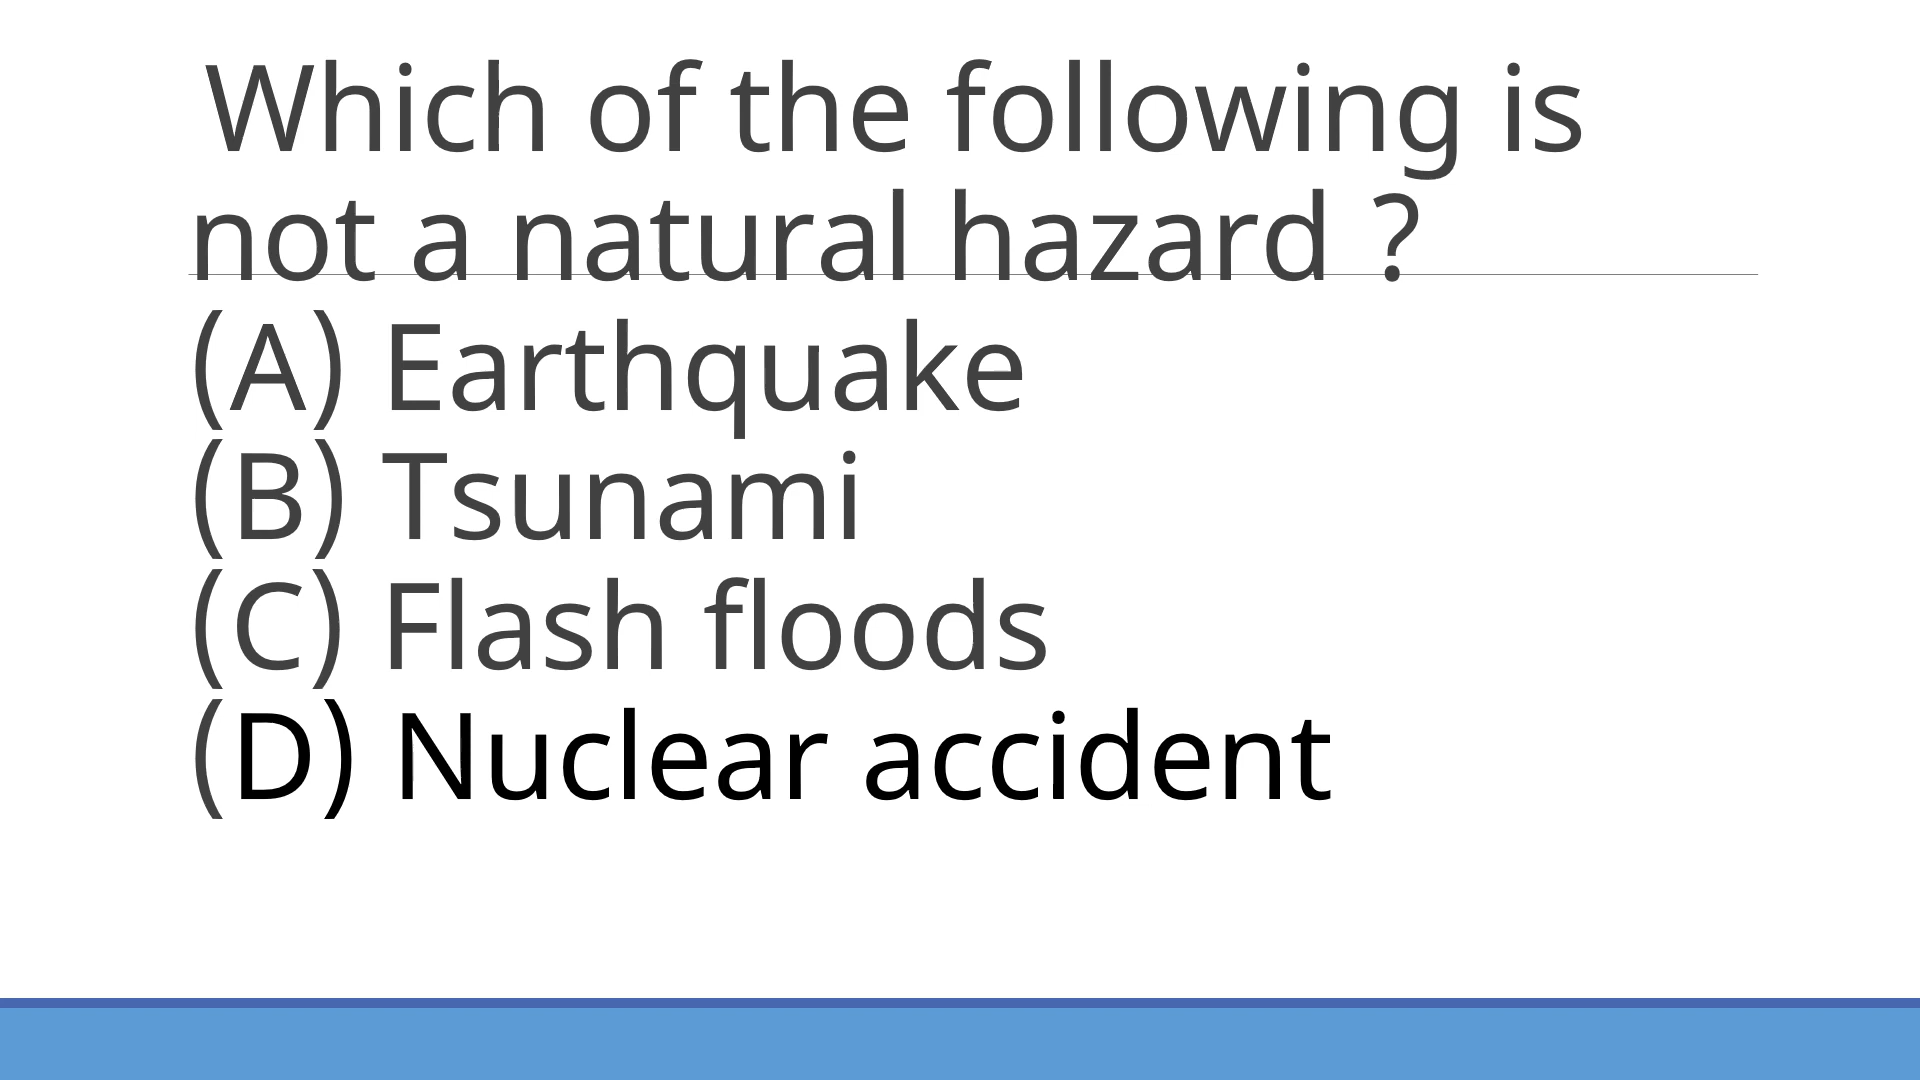 Which of the following is
not a natural hazard ?
(A) Earthquake
(B) Tsunami
(C) Flash floods
(D) Nuclear accident